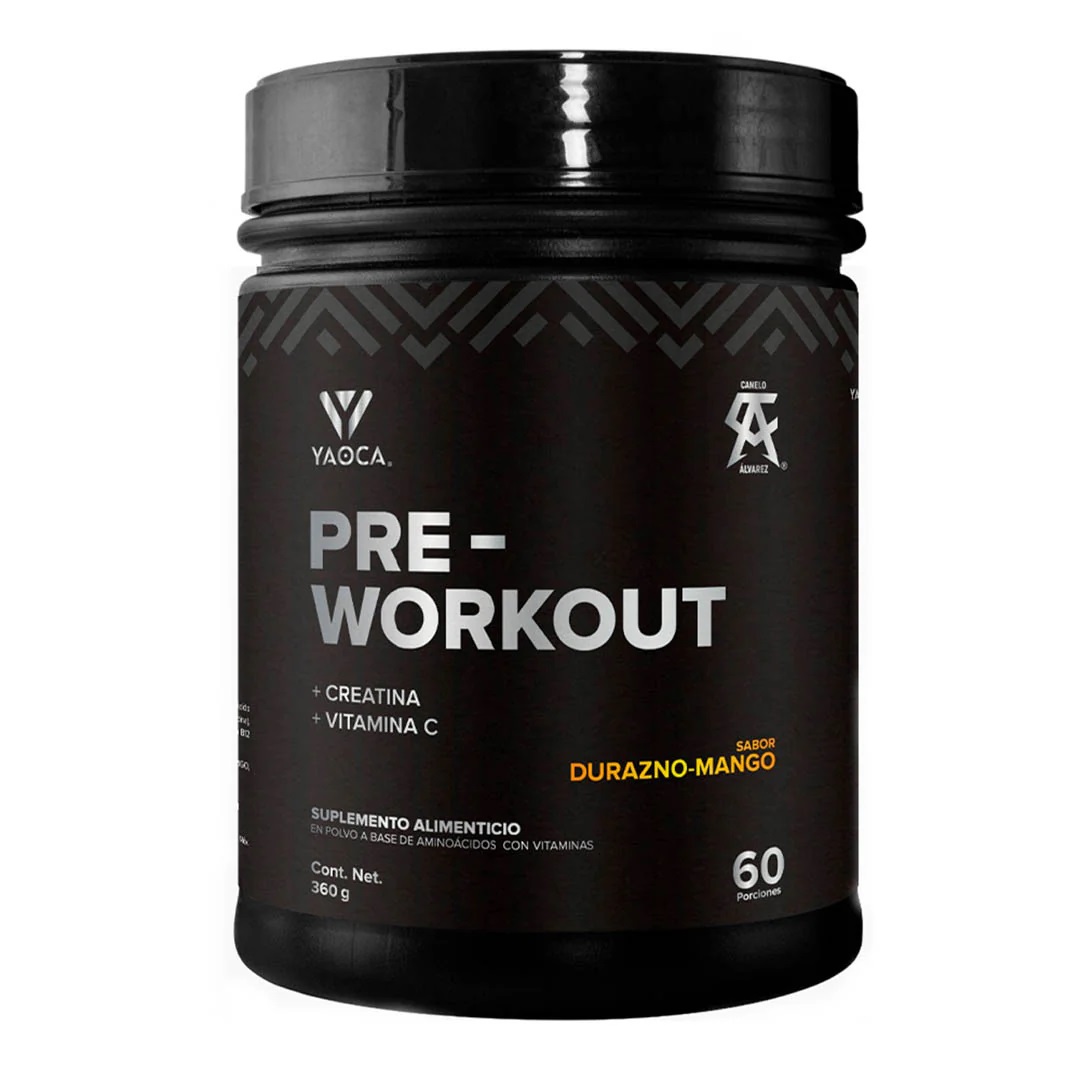 YAOCA®
CANELO
ÁLVAREZ®
PRE -
WORKOUT
+ CREATINA
+ VITAMINA C
SABOR
DURAZNO-MANGO
SUPLEMENTO ALIMENTICIO
EN POLVO A BASE DE AMINOÁCIDOS CON VITAMINAS
Cont. Net.
360 g
60
Porciones
B12